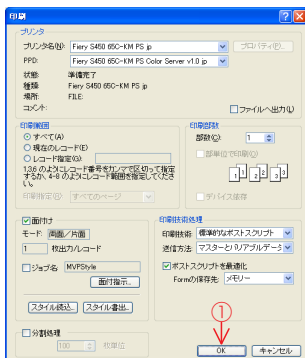 印刷
プリンタ
プリンタ名(N): Fiery S450 65C-KM PS jp プロパティ(P)...
PPD: Fiery S450 65C-KM PS Color Server v1.0 jp
状態: 準備完了
種類: Fiery S450 65C-KM PS jp
場所: FILE:
コメント: ファイルへ出力(L)
印刷範囲
すべて(A)
現在のレコード(E)
レコード指定(G):
1,3,6 のようにレコード番号をカンマで区切って指定
するか、4-8 のようにレコード範囲を指定してくださ
い。
印刷指定(R): すべてのページ
印刷部数
部数(C): 1
部単位で印刷(O)
1 1 2 2 3 3
デバイス依存
面付け
モード: 両面／片面
1 枚出力/レコード
ジョブ名 MVPStyle
面付指示...
スタイル読込... スタイル書出...
分割処理
100 枚単位
印刷技術処理
印刷技術: 標準的なポストスクリプト
送信方法: マスターとバリアブルデータ
ポストスクリプトを最適化
Formの保存先: メモリー
①
OK キャンセル